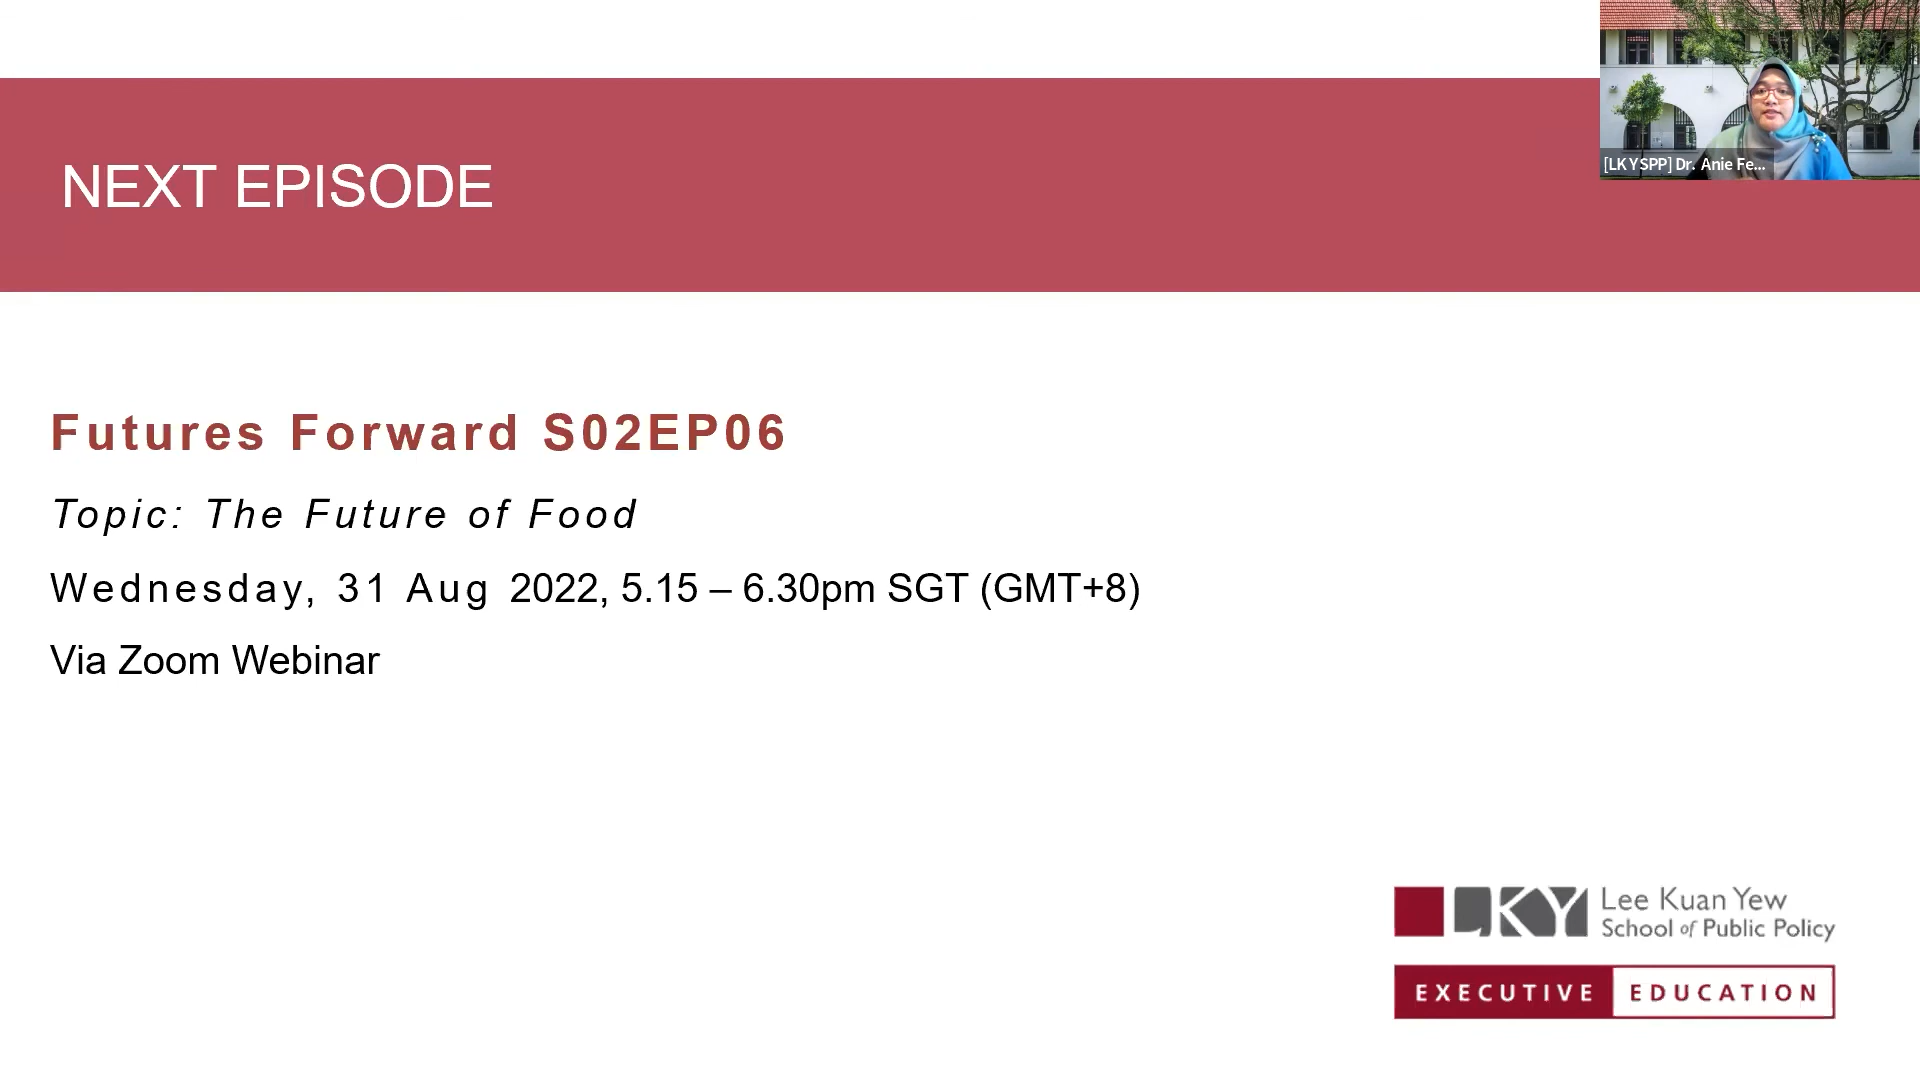 NEXT EPISODE
[LKYSPP] Dr. Anie Fe...
Futures Forward S02EP06
Topic: The Future of Food
Wednesday, 31 Aug 2022, 5.15 – 6.30pm SGT (GMT+8)
Via Zoom Webinar
LKY
Lee Kuan Yew
School of Public Policy
EXECUTIVE EDUCATION